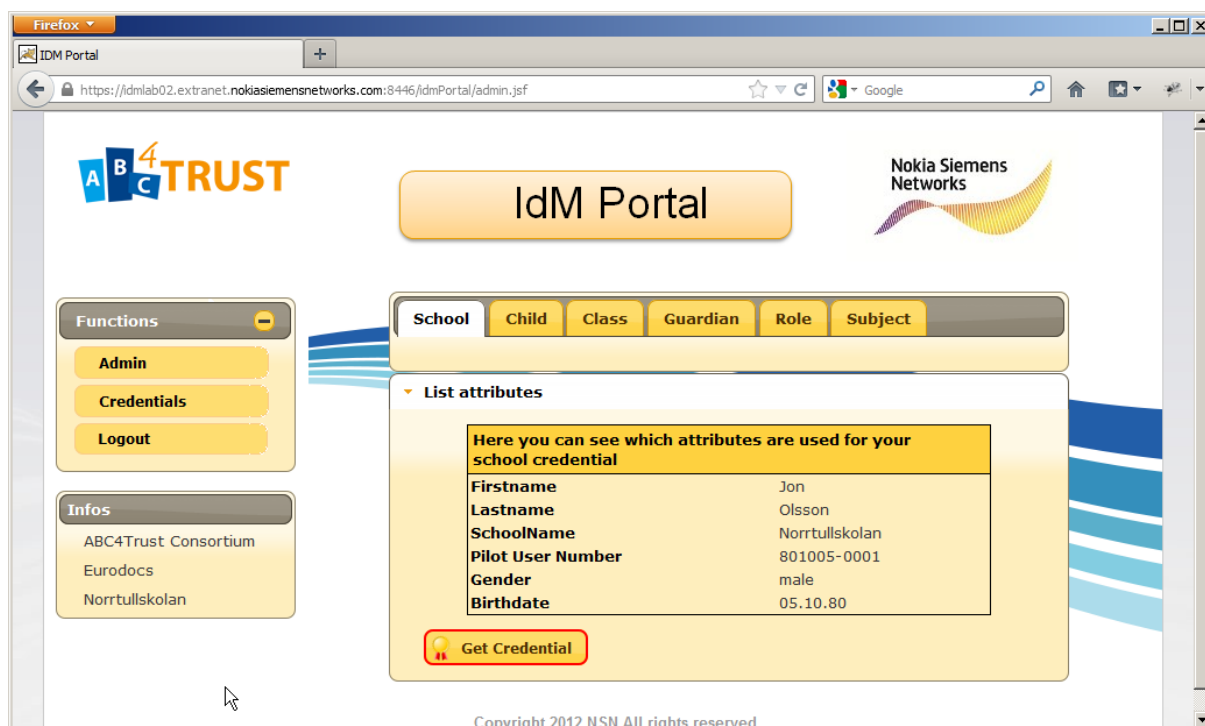 Firefox
IDM Portal
https://idmlab02.extranet.nokiasiemensnetworks.com:8446/idmPortal/admin.jsf
Google
ABC4TRUST
IdM Portal
Nokia Siemens
Networks
Functions
Admin
Credentials
Logout
Infos
ABC4Trust Consortium
Eurodocs
Norrtullskolan
School Child Class Guardian Role Subject
List attributes
Here you can see which attributes are used for your
school credential
Firstname Jon
Lastname Olsson
SchoolName Norrtullskolan
Pilot User Number 801005-0001
Gender male
Birthdate 05.10.80
Get Credential
Copyright 2012 NSN All rights reserved